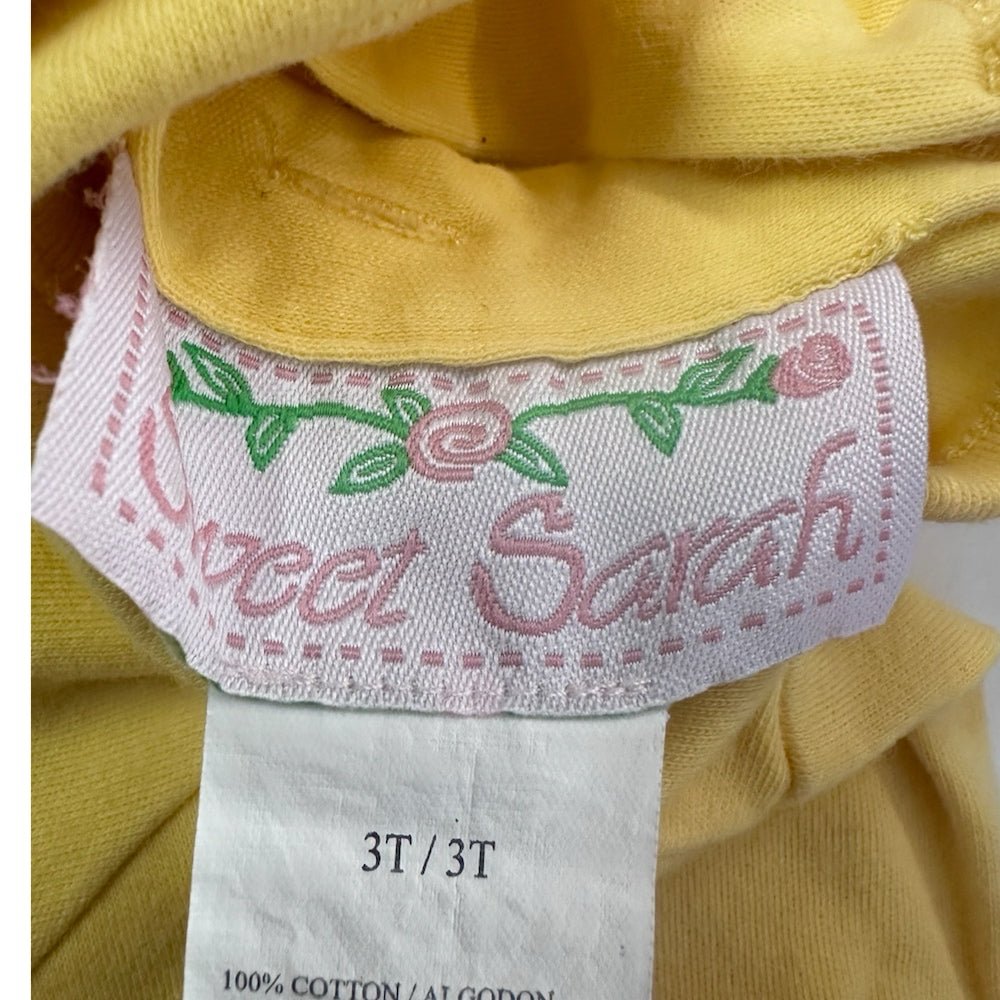 Sweet Sarah
3T / 3T
100% COTTON / ALGODON